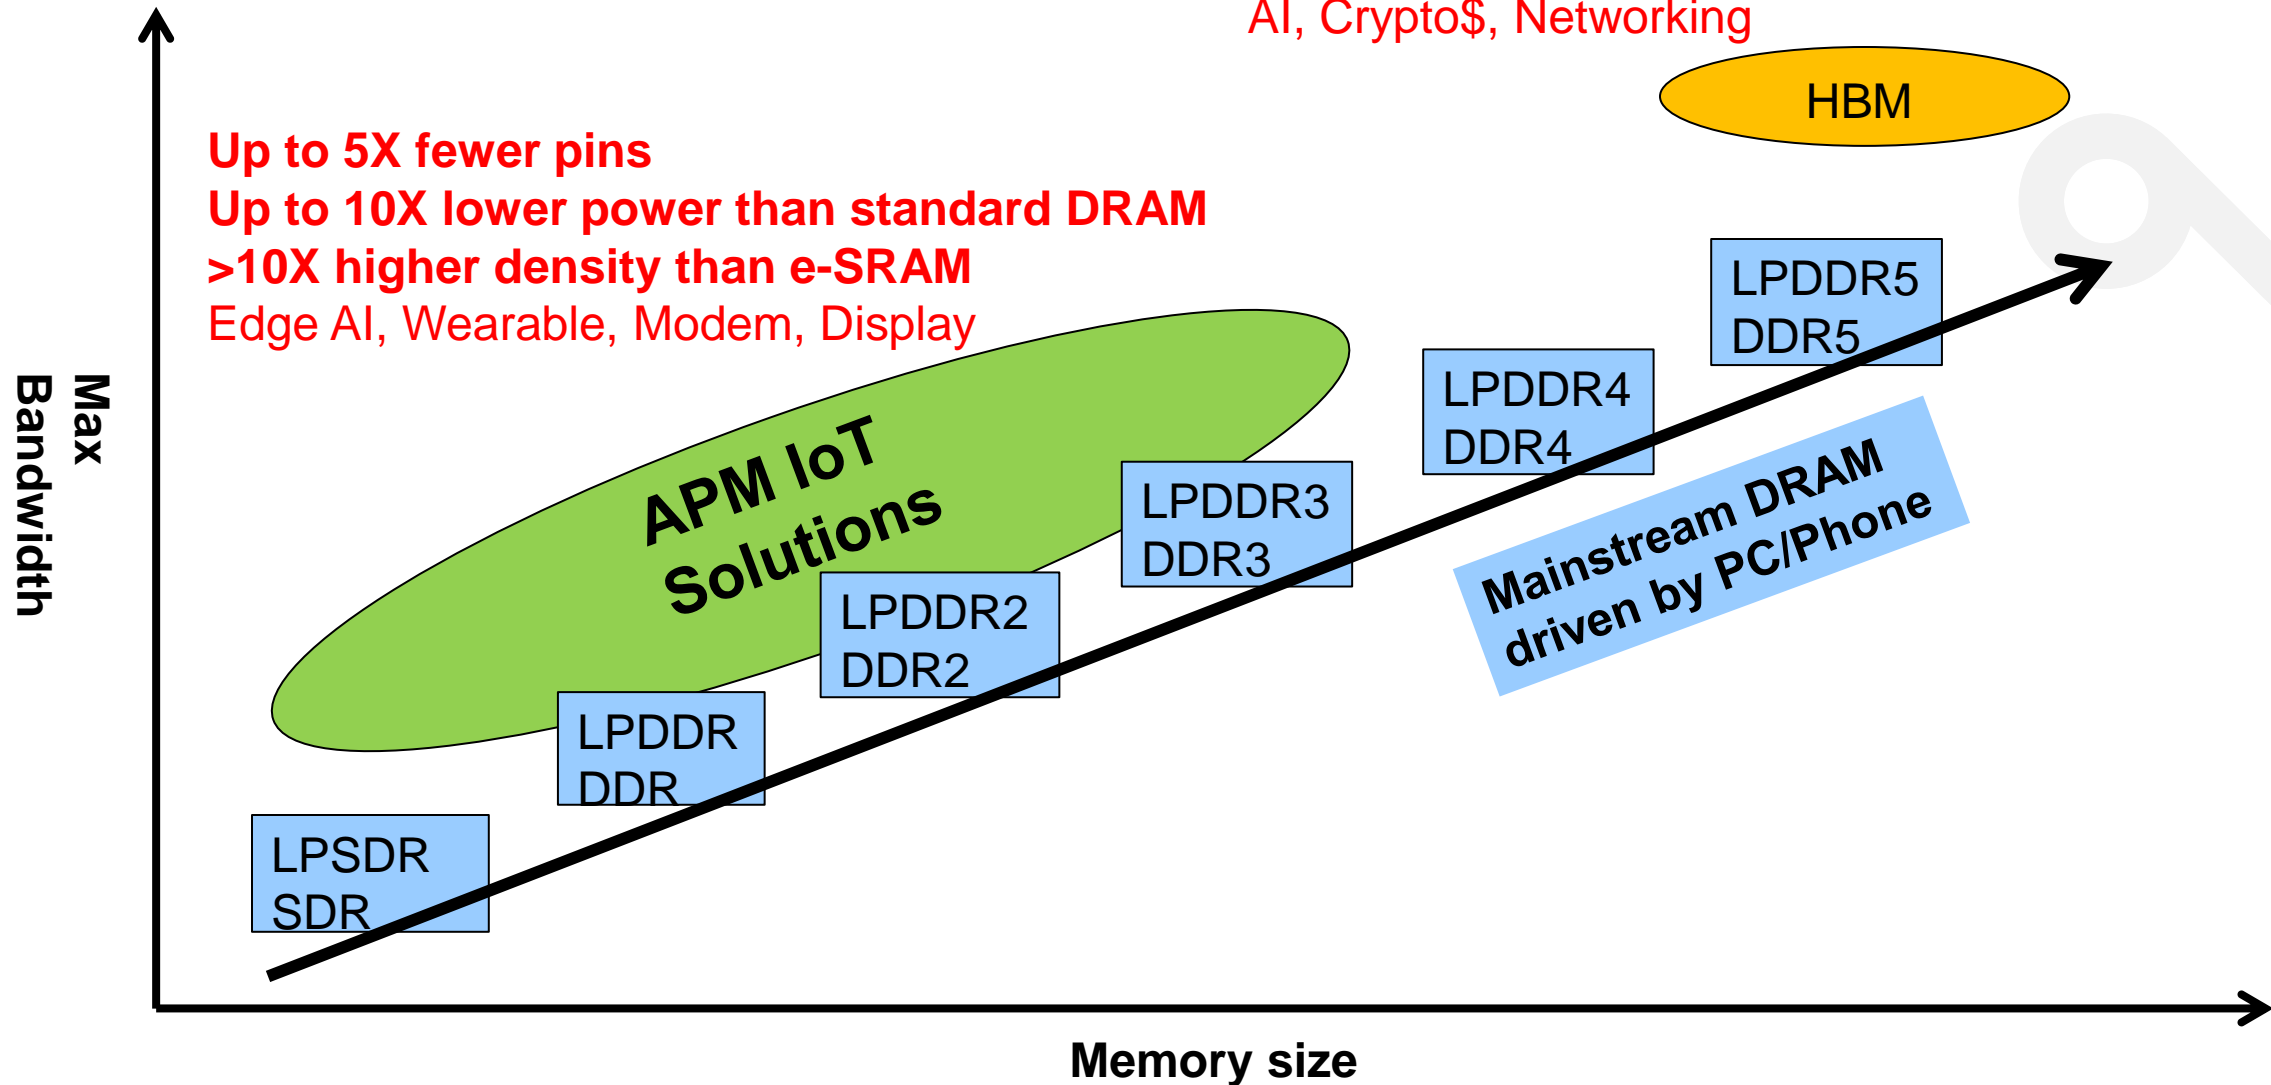 AI, Crypto$, Networking
HBM
Up to 5X fewer pins
Up to 10X lower power than standard DRAM
>10X higher density than e-SRAM
Edge AI, Wearable, Modem, Display
LPDDR5
DDR5
LPDDR4
DDR4
Max
Bandwidth
APM IoT
Solutions
Mainstream DRAM
driven by PC/Phone
LPDDR3
DDR3
LPDDR2
DDR2
LPDDR
DDR
LPSDR
SDR
Memory size